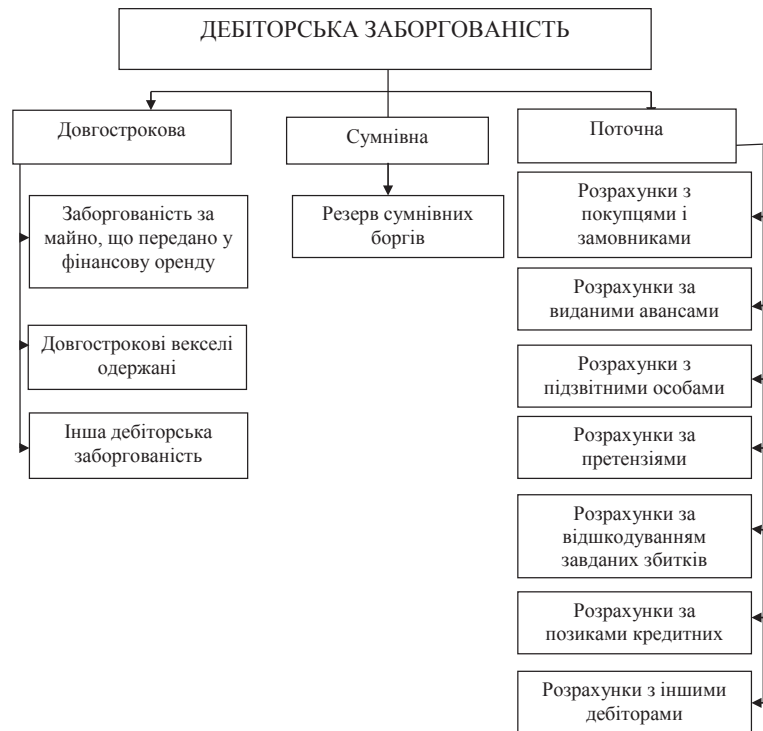 ДЕБІТОРСЬКА ЗАБОРГОВАНІСТЬ
Довгострокова
Заборгованість за
майно, що передано у
фінансову оренду
Довгострокові векселі
одержані
Інша дебіторська
заборгованість
Сумнівна
Резерв сумнівних
боргів
Поточна
Розрахунки з
покупцями і
замовниками
Розрахунки за
виданими авансами
Розрахунки з
підзвітними особами
Розрахунки за
претензіями
Розрахунки за
відшкодуванням
завданих збитків
Розрахунки за
позиками кредитних
Розрахунки з іншими
дебіторами